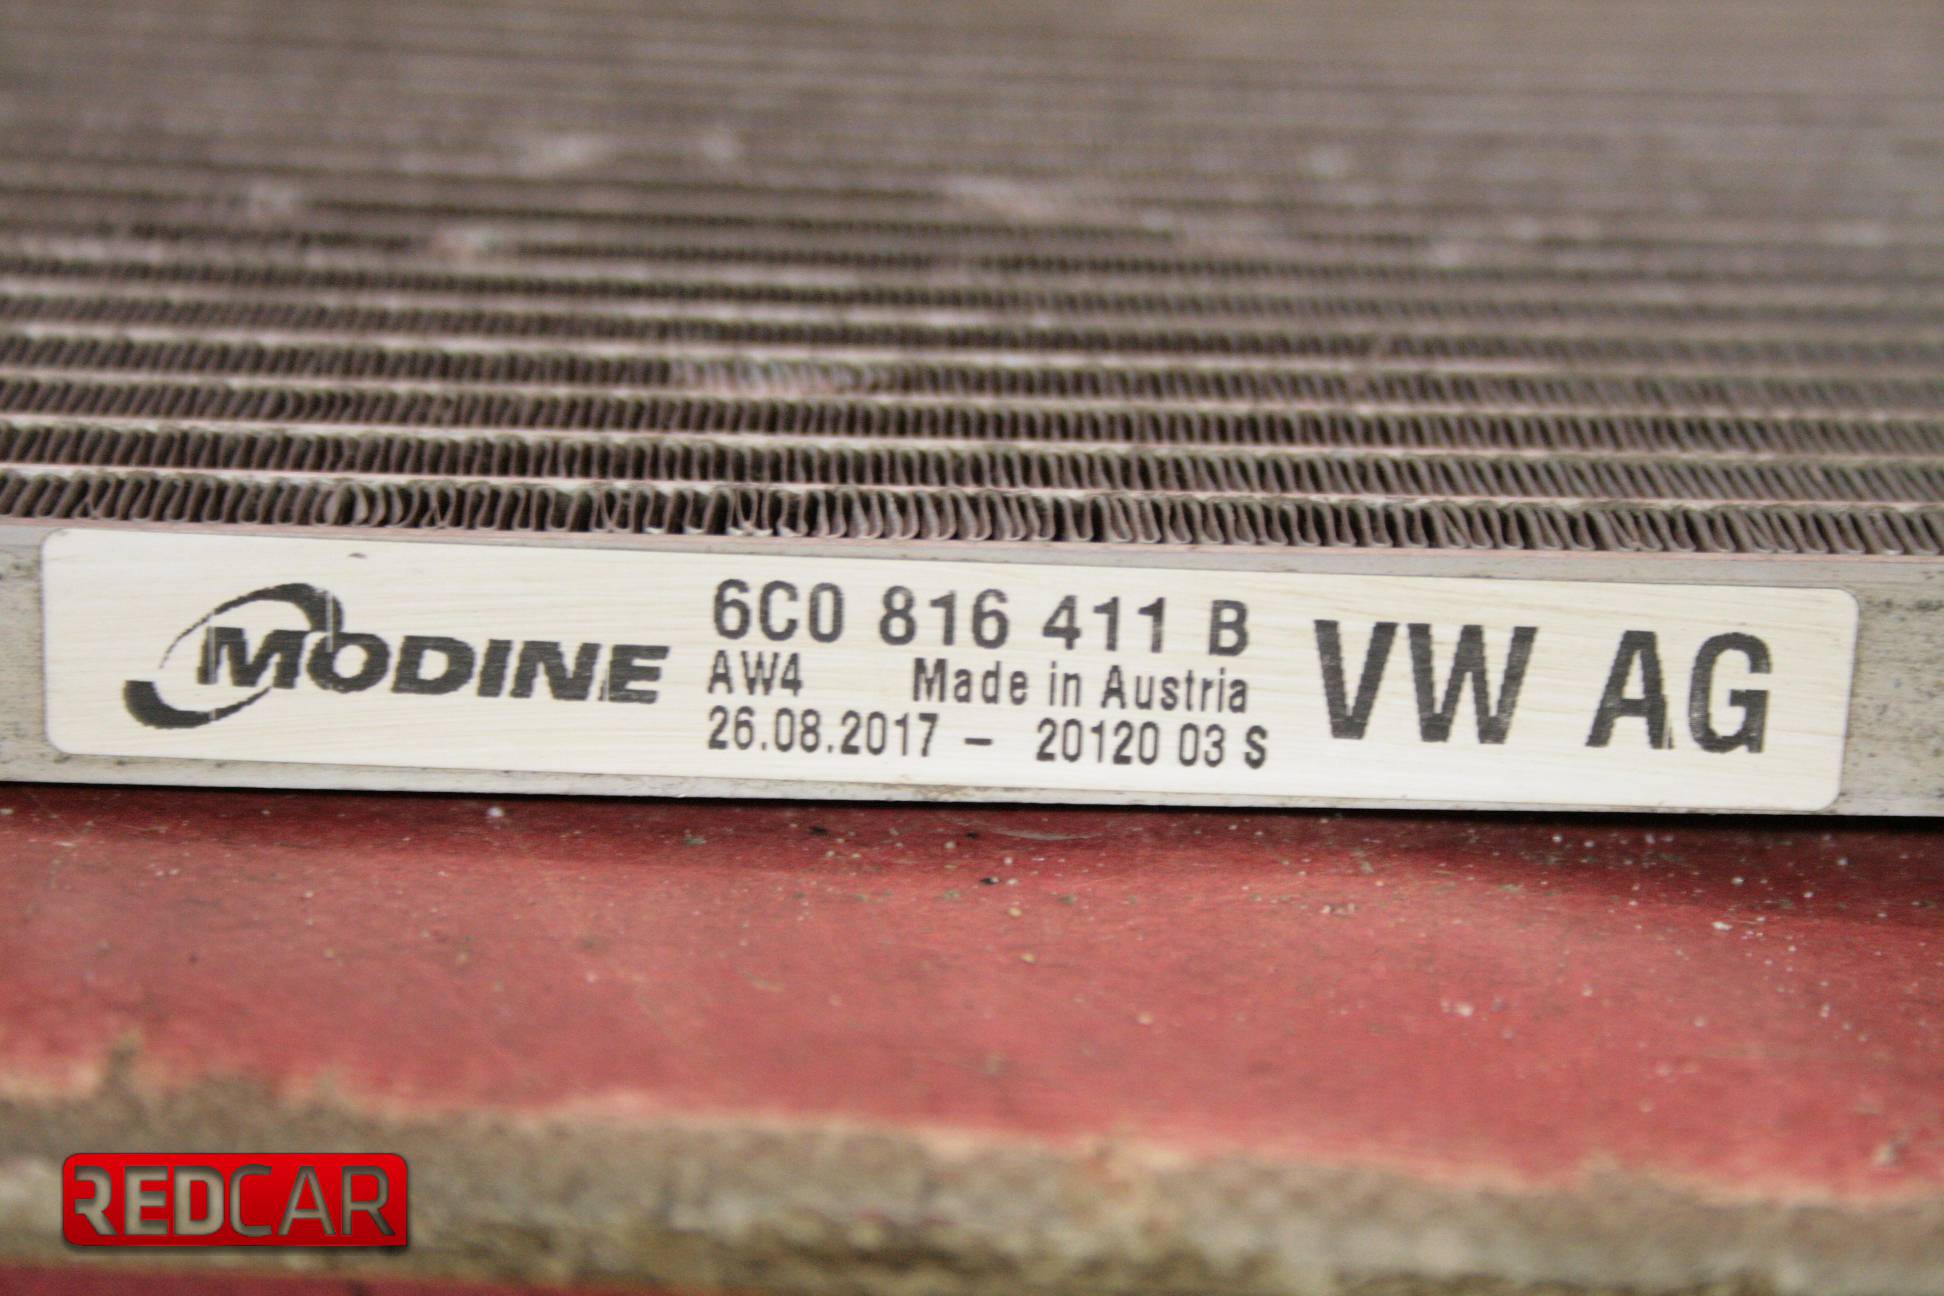 MODINE
6C0 816 411 B
AW4 Made in Austria
26.08.2017 - 20120 03 S
VW AG
REDCAR